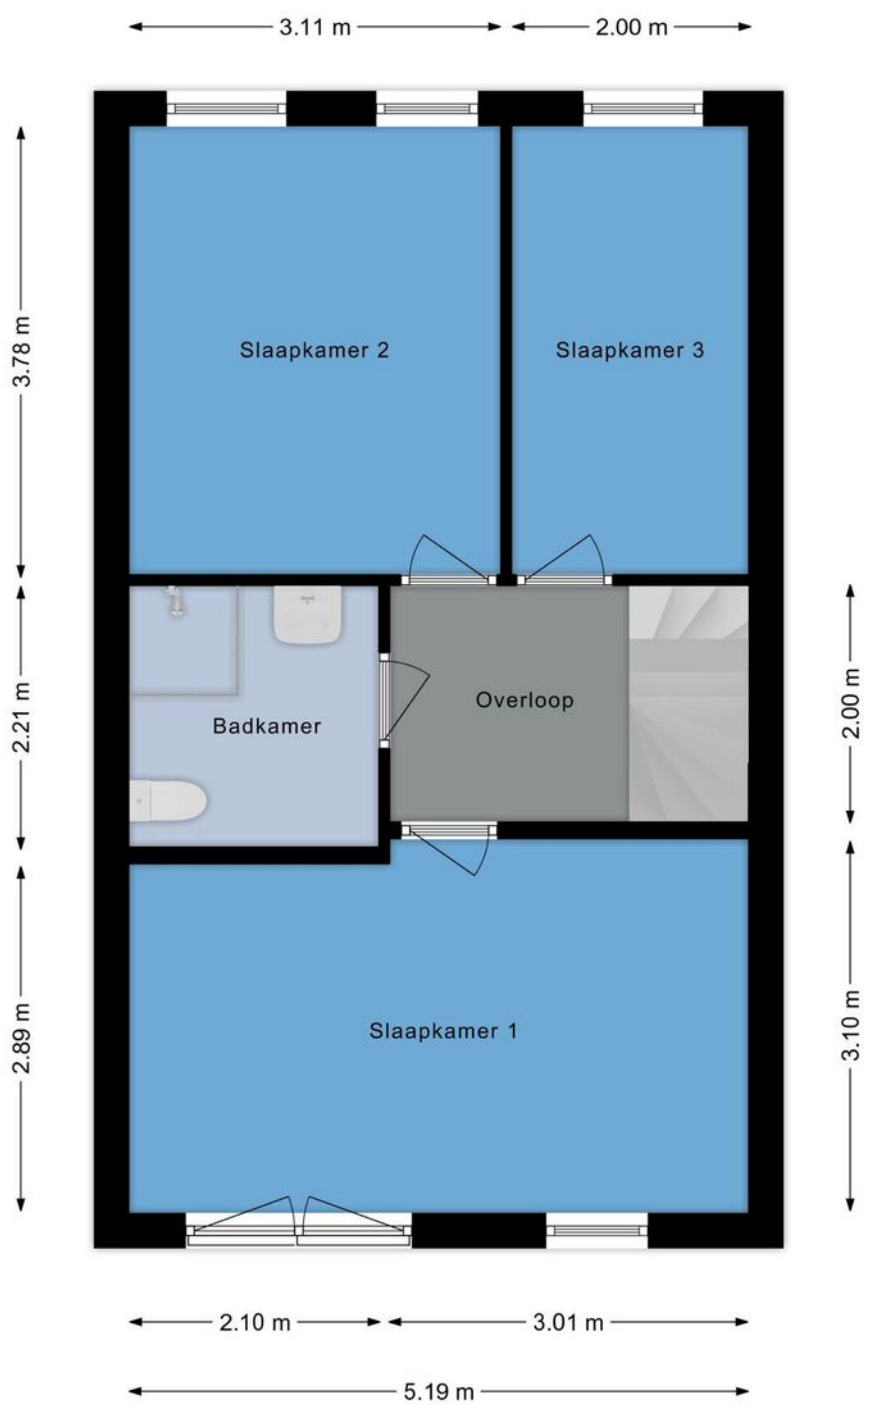 3.11 m
2.00 m
3.78 m
Slaapkamer 2
Slaapkamer 3
2.21 m
Badkamer
Overloop
2.00 m
2.89 m
Slaapkamer 1
3.10 m
2.10 m
3.01 m
5.19 m